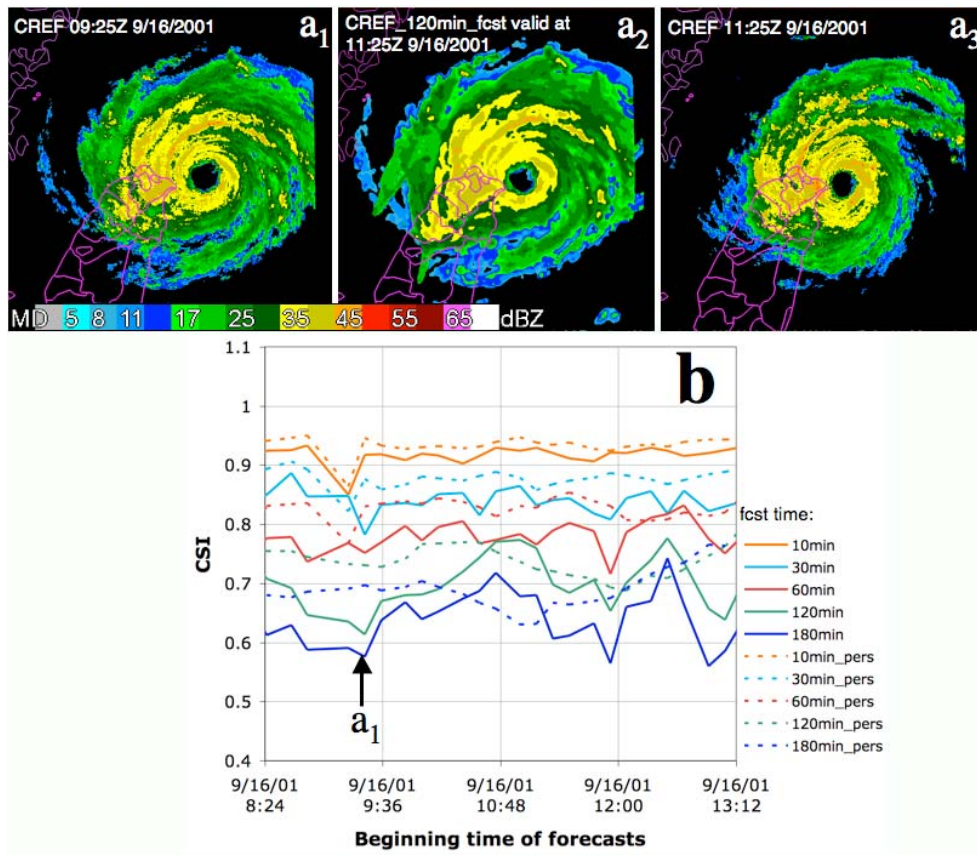 CREF 09:25Z 9/16/2001
a1
CREF_120min_fcst valid at
11:25Z 9/16/2001
a2
CREF 11:25Z 9/16/2001
a3
MD 5 8 11 17 25 35 45 55 65 dBZ
b
1.1
1
0.9
0.8
0.7
0.6
0.5
0.4
CSI
a1
9/16/01 9/16/01 9/16/01 9/16/01 9/16/01
8:24 9:36 10:48 12:00 13:12
Beginning time of forecasts
fcst time:
10min
30min
60min
120min
180min
10min_pers
30min_pers
60min_pers
120min_pers
180min_pers